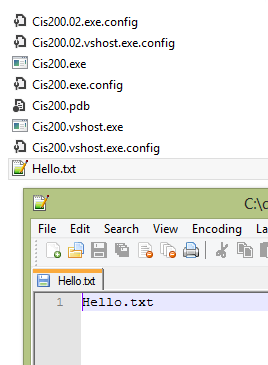 Cis200.02.exe.config
Cis200.02.vshost.exe.config
Cis200.exe
Cis200.exe.config
Cis200.pdb
Cis200.vshost.exe
Cis200.vshost.exe.config
Hello.txt
C:\
File Edit Search View Encoding
Hello.txt
1 Hello.txt